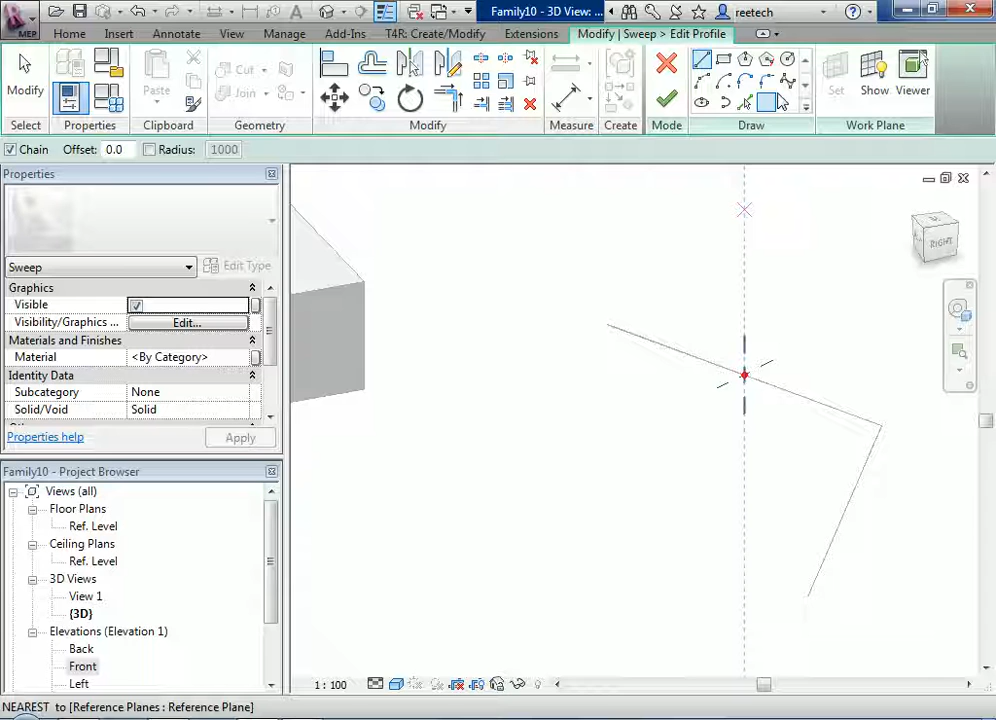 Family10 - 3D View: ...
reetech
MEP
Home Insert Annotate View Manage Add-Ins T4R: Create/Modify Extensions Modify | Sweep > Edit Profile
Modify Paste Cut Join Set Show Viewer
Select Properties Clipboard Geometry Modify Measure Create Mode Draw Work Plane
Chain Offset: 0.0 Radius: 1000
Properties
Sweep Edit Type
Graphics
Visible
Visibility/Graphics ... Edit...
Materials and Finishes
Material <By Category>
Identity Data
Subcategory None
Solid/Void Solid
Properties help Apply
Family10 - Project Browser
Views (all)
Floor Plans
Ref. Level
Ceiling Plans
Ref. Level
3D Views
View 1
{3D}
Elevations (Elevation 1)
Back
Front
Left
RIGHT
1 : 100
NEAREST to [Reference Planes : Reference Plane]